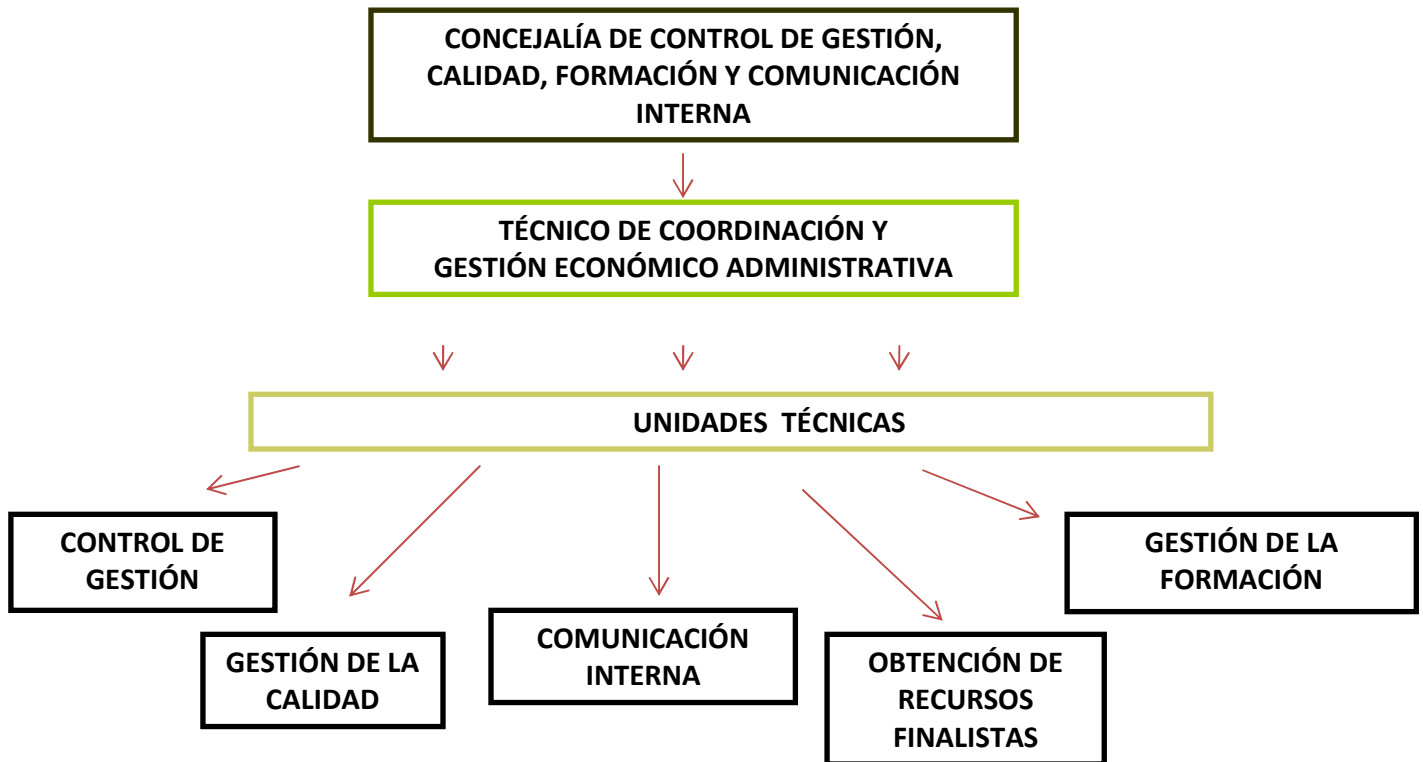 CONCEJALÍA DE CONTROL DE GESTIÓN,
CALIDAD, FORMACIÓN Y COMUNICACIÓN
INTERNA
TÉCNICO DE COORDINACIÓN Y
GESTIÓN ECONÓMICO ADMINISTRATIVA
UNIDADES TÉCNICAS
CONTROL DE
GESTIÓN
GESTIÓN DE LA
CALIDAD
COMUNICACIÓN
INTERNA
OBTENCIÓN DE
RECURSOS
FINALISTAS
GESTIÓN DE LA
FORMACIÓN